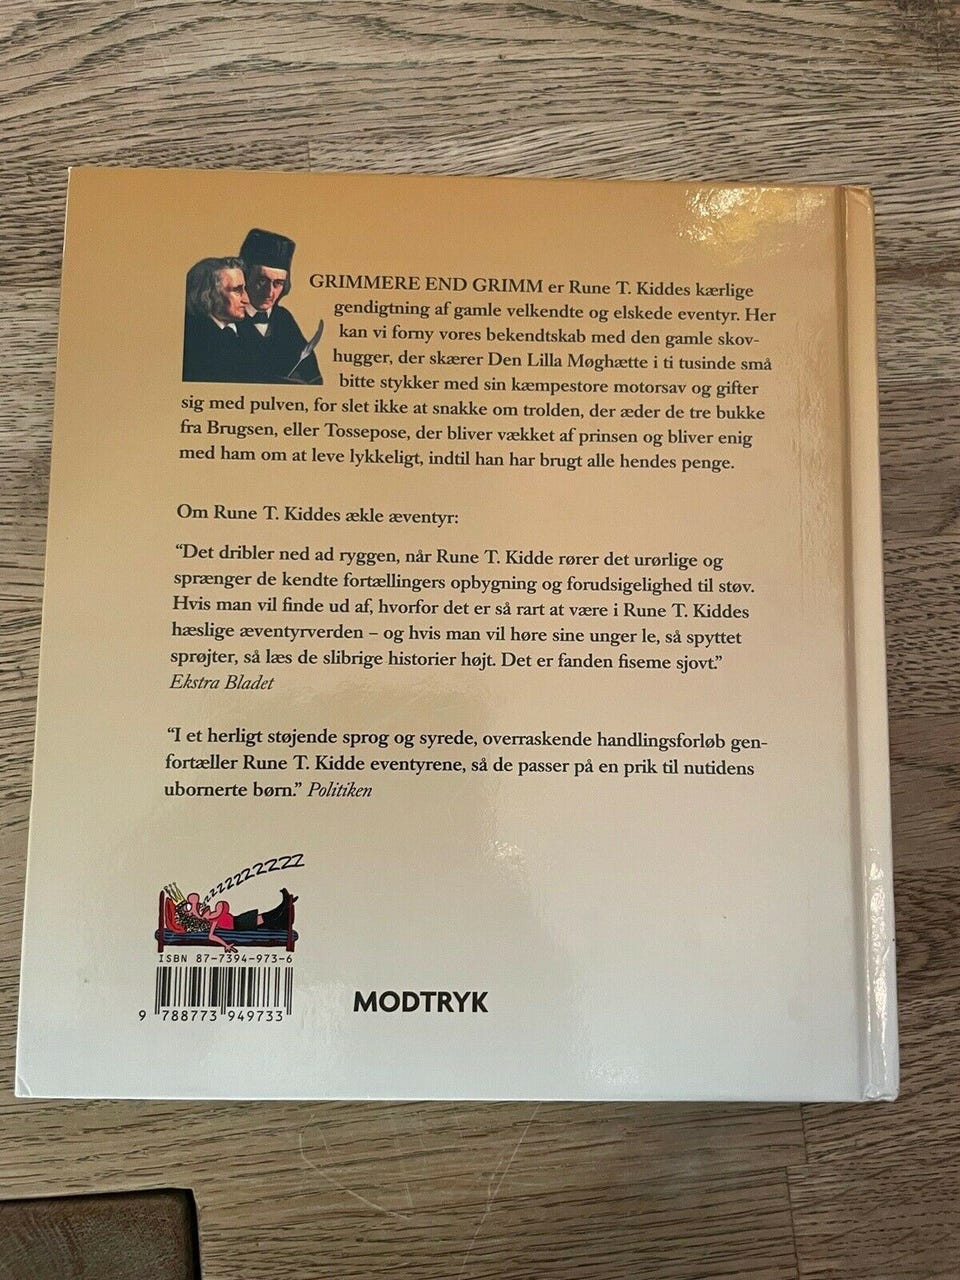 GRIMMERE END GRIMM er Rune T. Kiddes kærlige
gendigtning af gamle velkendte og elskede eventyr. Her
kan vi forny vores bekendtskab med den gamle skov-
hugger, der skærer Den Lilla Møghætte i ti tusinde små
bitte stykker med sin kæmpestore motorsav og gifter
sig med pulven, for slet ikke at snakke om trolden, der æder de tre bukke
fra Brugsen, eller Tossepose, der bliver vækket af prinsen og bliver enig
med ham om at leve lykkeligt, indtil han har brugt alle hendes penge.
Om Rune T. Kiddes ækle æventyr:
“Det dribler ned ad ryggen, når Rune T. Kidde rører det urørlige og
sprænger de kendte fortællingers opbygning og forudsigelighed til støv.
Hvis man vil finde ud af, hvorfor det er så rart at være i Rune T. Kiddes
hæslige æventyrverden – og hvis man vil høre sine unger le, så spyttet
sprøjter, så læs de slibrige historier højt. Det er fanden fiseme sjovt.”
Ekstra Bladet
“I et herligt støjende sprog og syrede, overraskende handlingsforløb gen-
fortæller Rune T. Kidde eventyrene, så de passer på en prik til nutidens
ubornerte børn.” Politiken
zzzzzzzzzzz
ISBN 87-7394-973-6
9 788773 949733
MODTRYK